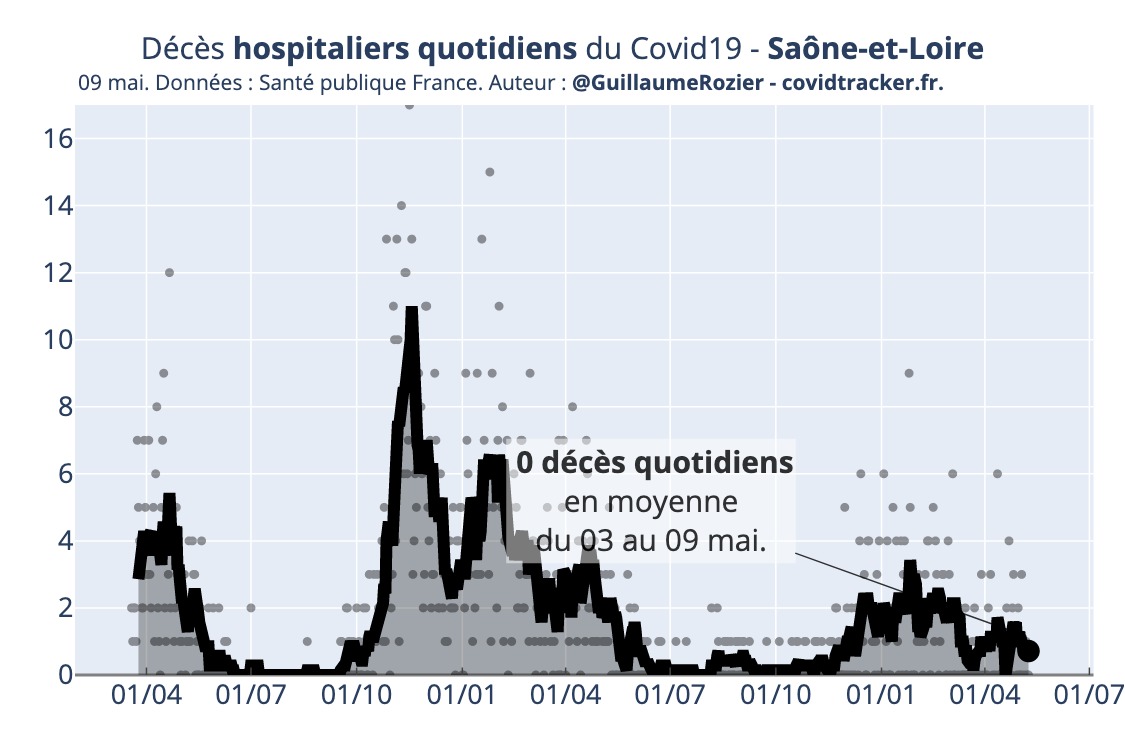 Décès hospitaliers quotidiens du Covid19 - Saône-et-Loire
09 mai. Données : Santé publique France. Auteur : @GuillaumeRozier - covidtracker.fr.
16
14
12
10
8
6
4
2
0
0 décès quotidiens
en moyenne
du 03 au 09 mai.
01/04 01/07 01/10 01/01 01/04 01/07 01/10 01/01 01/04 01/07